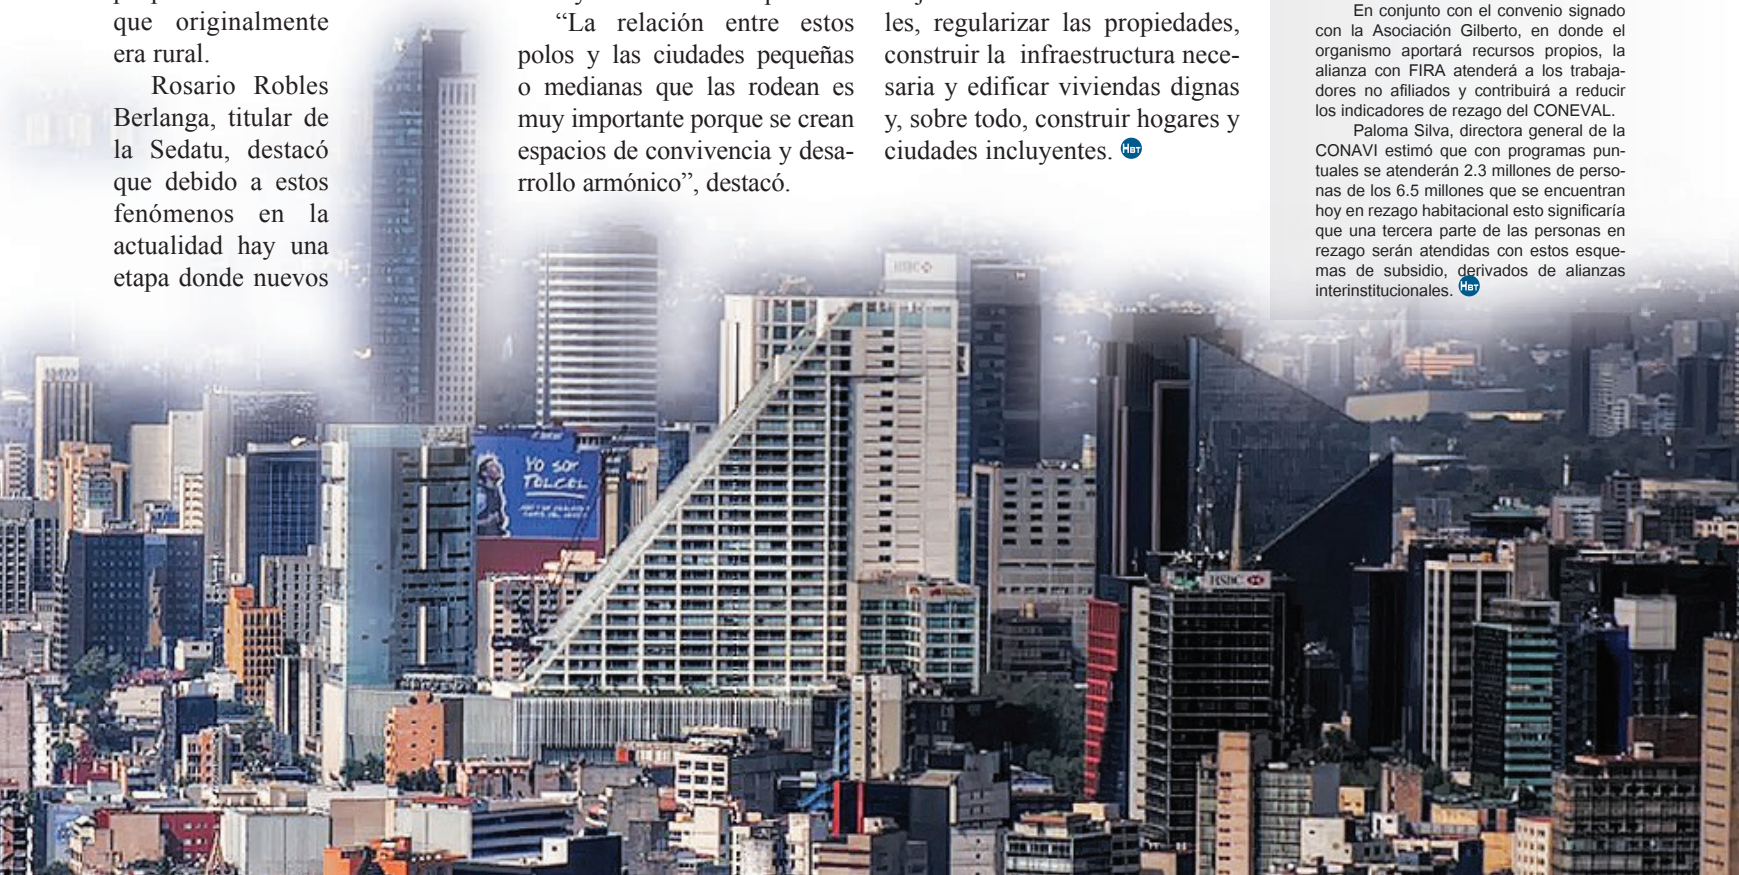 que originalmente
era rural.
Rosario Robles
Berlanga, titular de
la Sedatu, destacó
que debido a estos
fenómenos en la
actualidad hay una
etapa donde nuevos
“La relación entre estos
polos y las ciudades pequeñas
o medianas que las rodean es
muy importante porque se crean
espacios de convivencia y desa-
rrollo armónico”, destacó.
les, regularizar las propiedades,
construir la infraestructura nece-
saria y edificar viviendas dignas
y, sobre todo, construir hogares y
ciudades incluyentes. HBT
En conjunto con el convenio signado
con la Asociación Gilberto, en donde el
organismo aportará recursos propios, la
alianza con FIRA atenderá a los trabaja-
dores no afiliados y contribuirá a reducir
los indicadores de rezago del CONEVAL.
Paloma Silva, directora general de la
CONAVI estimó que con programas pun-
tuales se atenderán 2.3 millones de perso-
nas de los 6.5 millones que se encuentran
hoy en rezago habitacional esto significaría
que una tercera parte de las personas en
rezago serán atendidas con estos esque-
mas de subsidio, derivados de alianzas
interinstitucionales. HBT
HSBC
YO SOY
TELCEL
HSBC